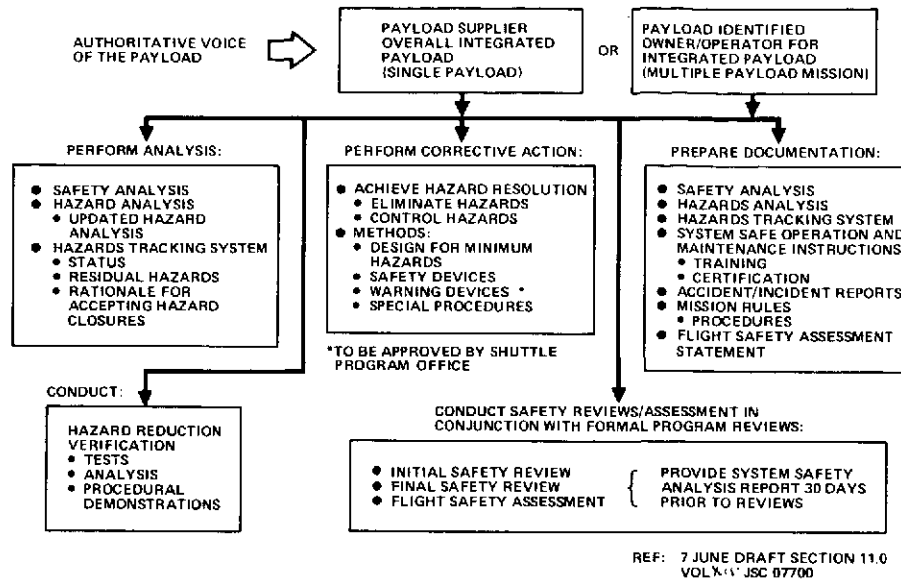 AUTHORITATIVE VOICE
OF THE PAYLOAD
PAYLOAD SUPPLIER
OVERALL INTEGRATED
PAYLOAD
(SINGLE PAYLOAD)
OR
PAYLOAD IDENTIFIED
OWNER/OPERATOR FOR
INTEGRATED PAYLOAD
(MULTIPLE PAYLOAD MISSION)
PERFORM ANALYSIS:
● SAFETY ANALYSIS
● HAZARD ANALYSIS
• UPDATED HAZARD
ANALYSIS
● HAZARDS TRACKING SYSTEM
• STATUS
• RESIDUAL HAZARDS
• RATIONALE FOR
ACCEPTING HAZARD
CLOSURES
PERFORM CORRECTIVE ACTION:
● ACHIEVE HAZARD RESOLUTION
• ELIMINATE HAZARDS
• CONTROL HAZARDS
● METHODS:
• DESIGN FOR MINIMUM
HAZARDS
• SAFETY DEVICES
• WARNING DEVICES *
• SPECIAL PROCEDURES
*TO BE APPROVED BY SHUTTLE
PROGRAM OFFICE
PREPARE DOCUMENTATION:
● SAFETY ANALYSIS
● HAZARDS ANALYSIS
● HAZARDS TRACKING SYSTEM
● SYSTEM SAFE OPERATION AND
MAINTENANCE INSTRUCTIONS
• TRAINING
• CERTIFICATION
● ACCIDENT/INCIDENT REPORTS
● MISSION RULES
• PROCEDURES
● FLIGHT SAFETY ASSESSMENT
STATEMENT
CONDUCT:
HAZARD REDUCTION
VERIFICATION
• TESTS
• ANALYSIS
• PROCEDURAL
DEMONSTRATIONS
CONDUCT SAFETY REVIEWS/ASSESSMENT IN
CONJUNCTION WITH FORMAL PROGRAM REVIEWS:
● INITIAL SAFETY REVIEW
● FINAL SAFETY REVIEW
● FLIGHT SAFETY ASSESSMENT
PROVIDE SYSTEM SAFETY
ANALYSIS REPORT 30 DAYS
PRIOR TO REVIEWS
REF: 7 JUNE DRAFT SECTION 11.0
VOL JSC 07700